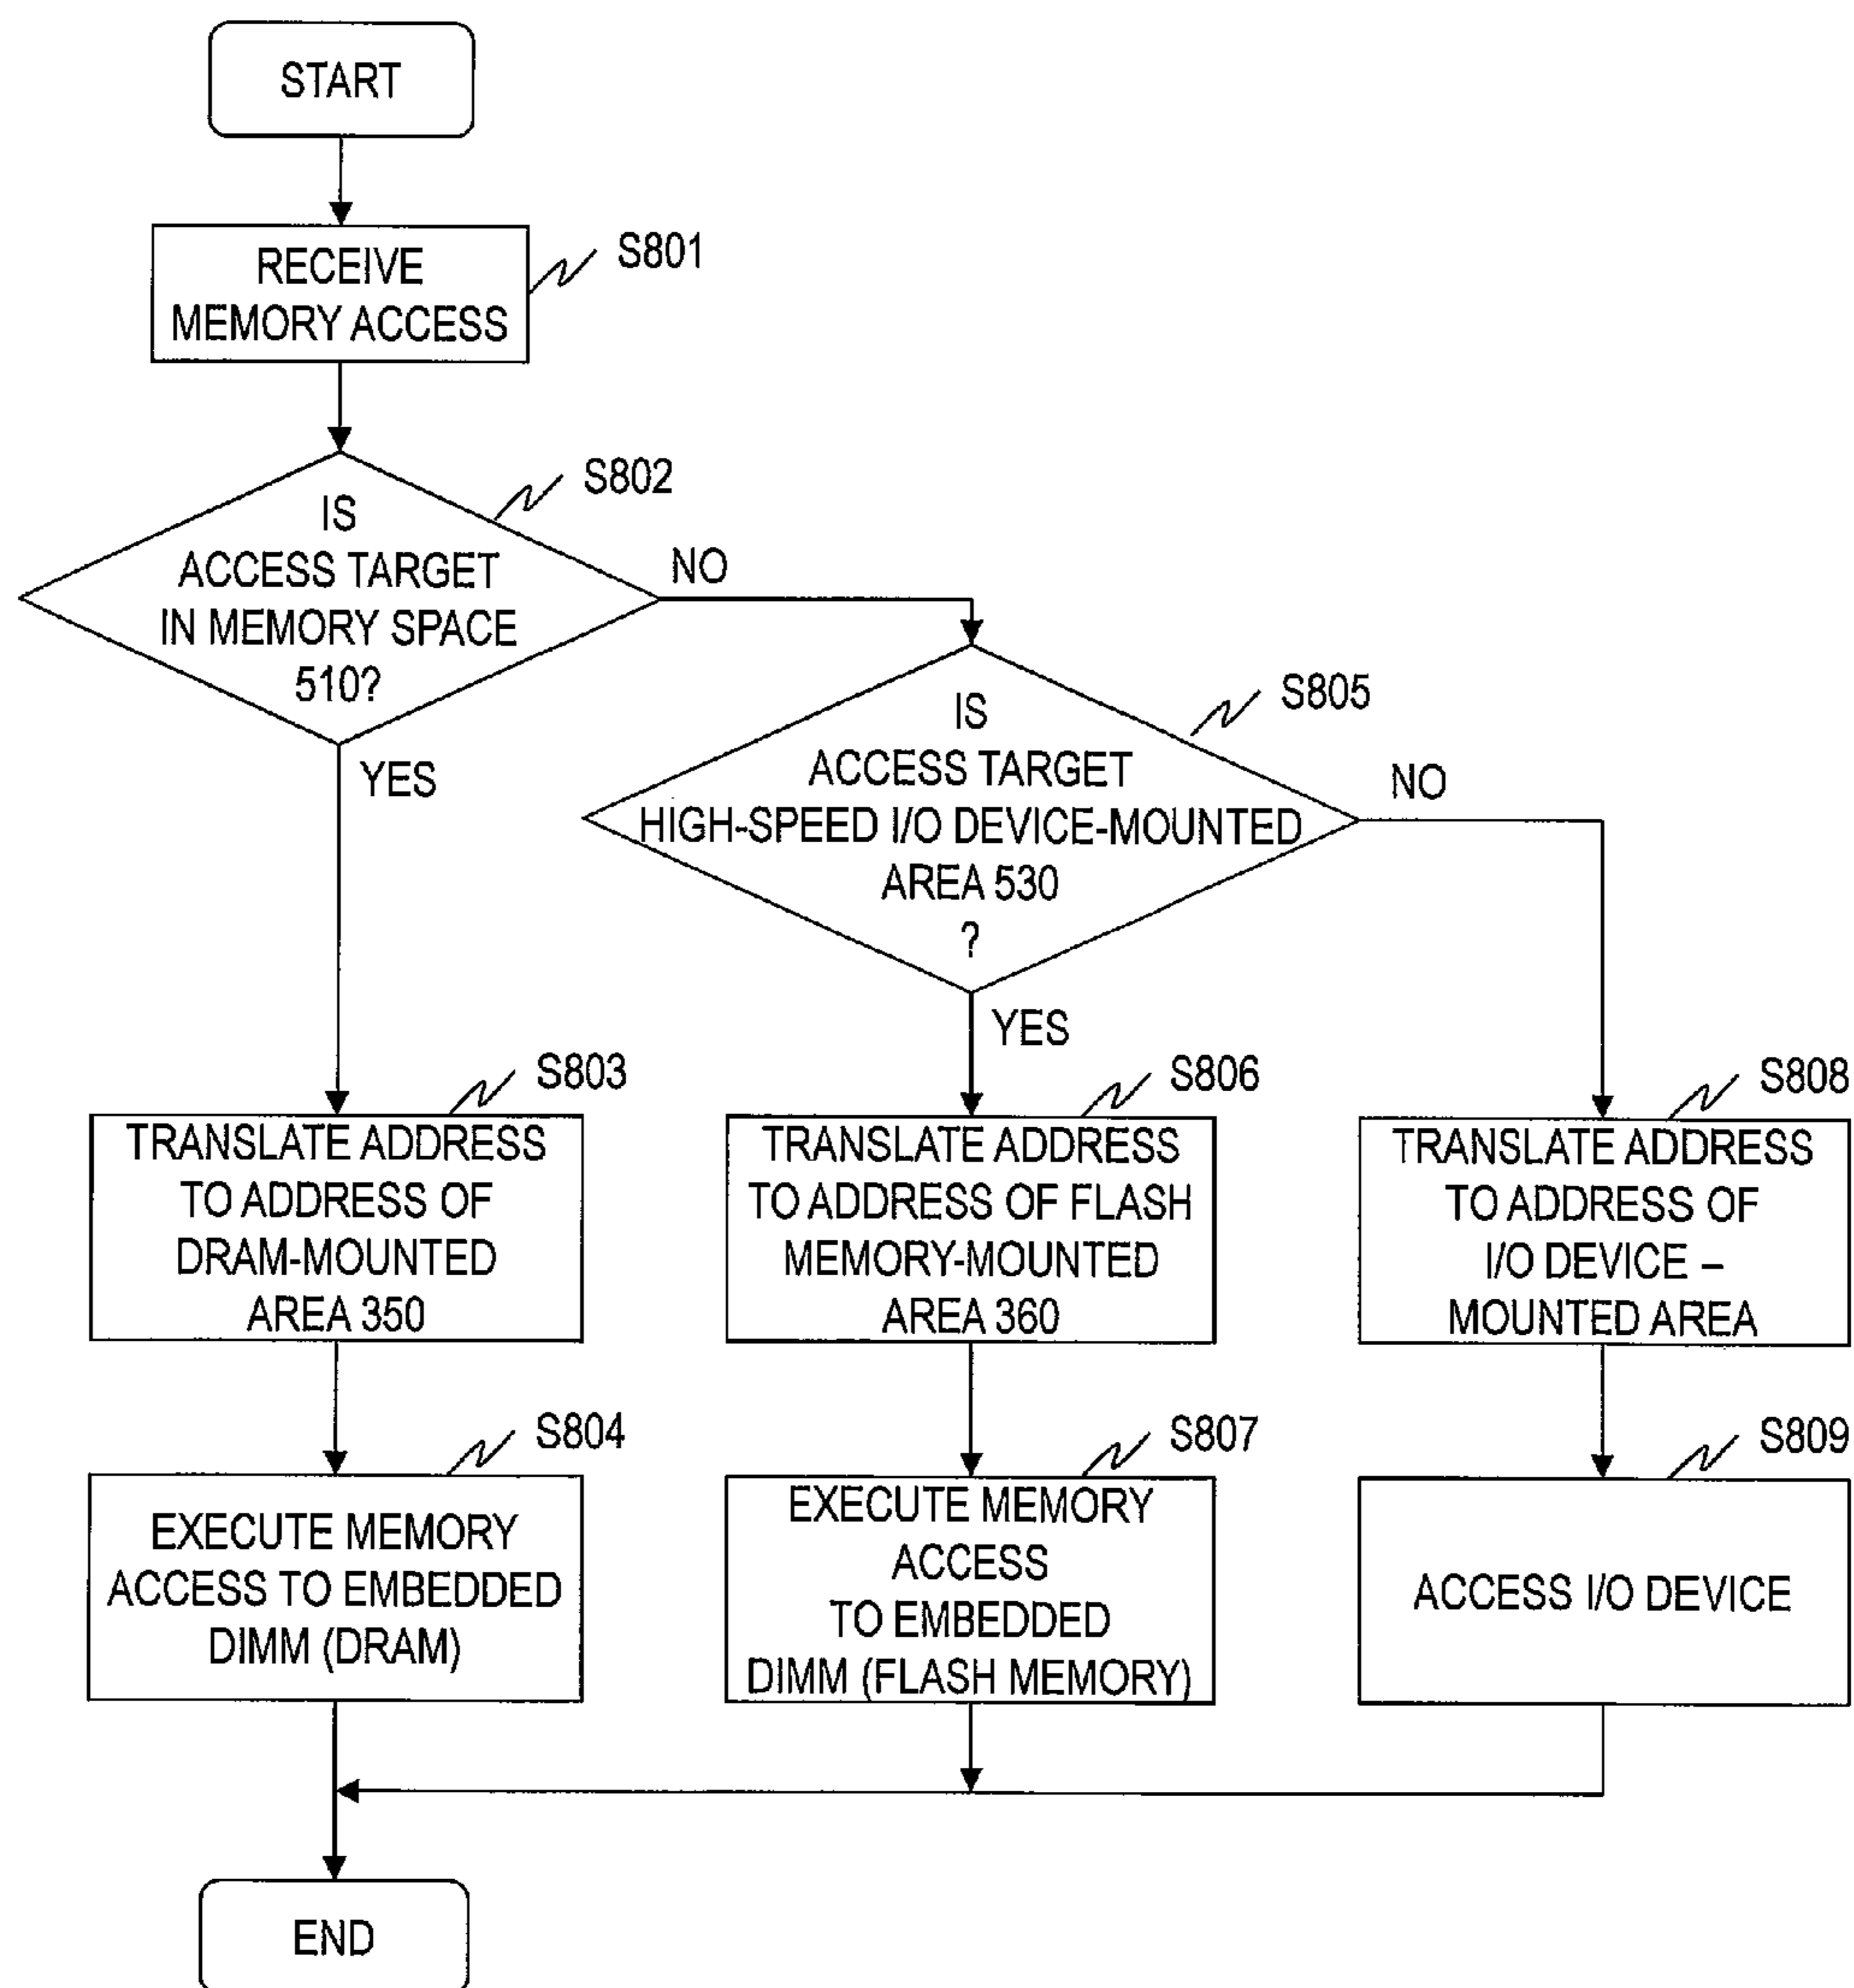 START
RECEIVE
MEMORY ACCESS
S801
IS
ACCESS TARGET
IN MEMORY SPACE
510?
S802
NO
YES
IS
ACCESS TARGET
HIGH-SPEED I/O DEVICE-MOUNTED
AREA 530
?
S805
NO
YES
S803
TRANSLATE ADDRESS
TO ADDRESS OF
DRAM-MOUNTED
AREA 350
S806
TRANSLATE ADDRESS
TO ADDRESS OF FLASH
MEMORY-MOUNTED
AREA 360
S808
TRANSLATE ADDRESS
TO ADDRESS OF
I/O DEVICE –
MOUNTED AREA
S804
EXECUTE MEMORY
ACCESS TO EMBEDDED
DIMM (DRAM)
S807
EXECUTE MEMORY
ACCESS
TO EMBEDDED
DIMM (FLASH MEMORY)
S809
ACCESS I/O DEVICE
END